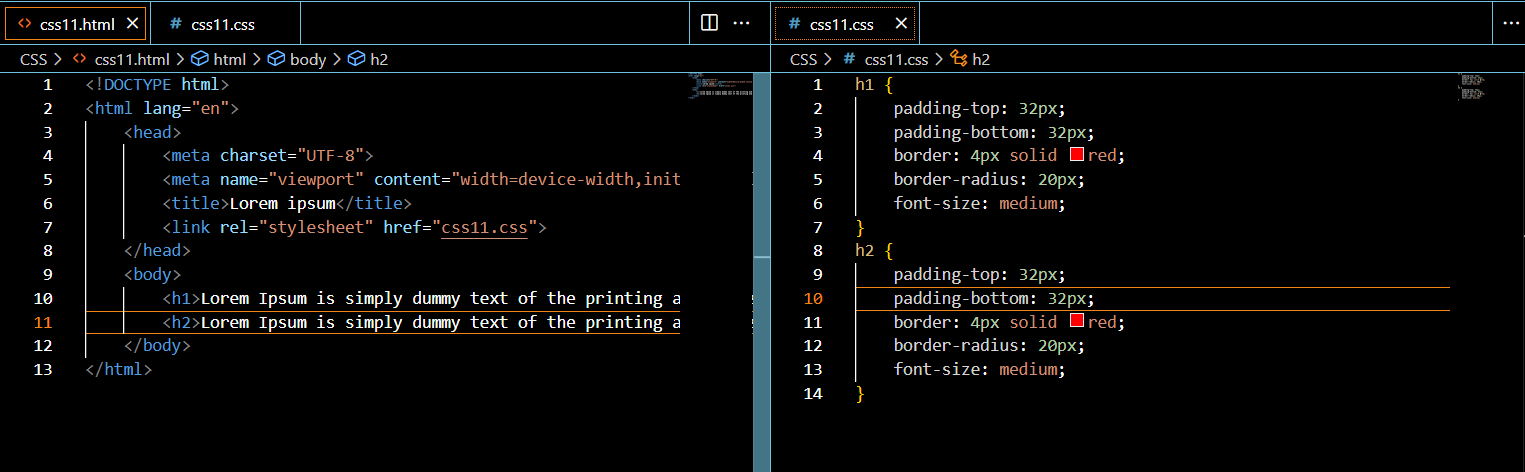 css11.html
css11.css
CSS > css11.html > html > body > h2
1 <!DOCTYPE html>
2 <html lang="en">
3 <head>
4 <meta charset="UTF-8">
5 <meta name="viewport" content="width=device-width,init
6 <title>Lorem ipsum</title>
7 <link rel="stylesheet" href="css11.css">
8 </head>
9 <body>
10 <h1>Lorem Ipsum is simply dummy text of the printing a
11 <h2>Lorem Ipsum is simply dummy text of the printing a
12 </body>
13 </html>
css11.css
CSS > css11.css > h2
1 h1 {
2 padding-top: 32px;
3 padding-bottom: 32px;
4 border: 4px solid red;
5 border-radius: 20px;
6 font-size: medium;
7 }
8 h2 {
9 padding-top: 32px;
10 padding-bottom: 32px;
11 border: 4px solid red;
12 border-radius: 20px;
13 font-size: medium;
14 }